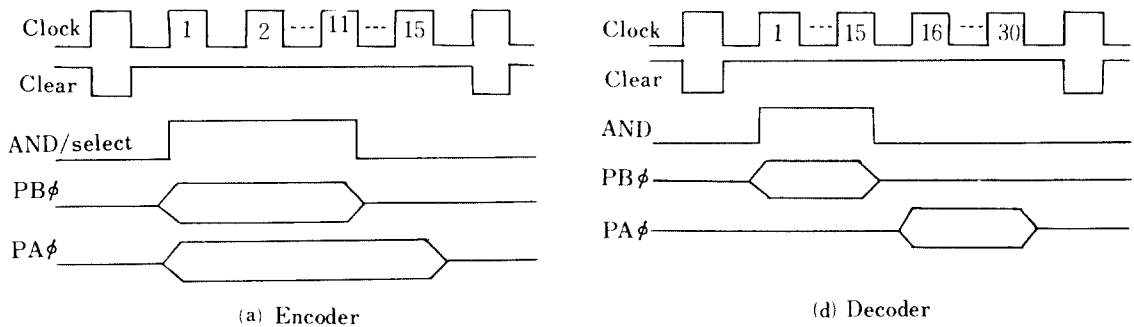 Clock 1 2 --- 11 --- 15
Clear
AND/select
PBϕ
PAϕ
(a) Encoder
Clock 1 --- 15 16 --- 30
Clear
AND
PBϕ
PAϕ
(d) Decoder